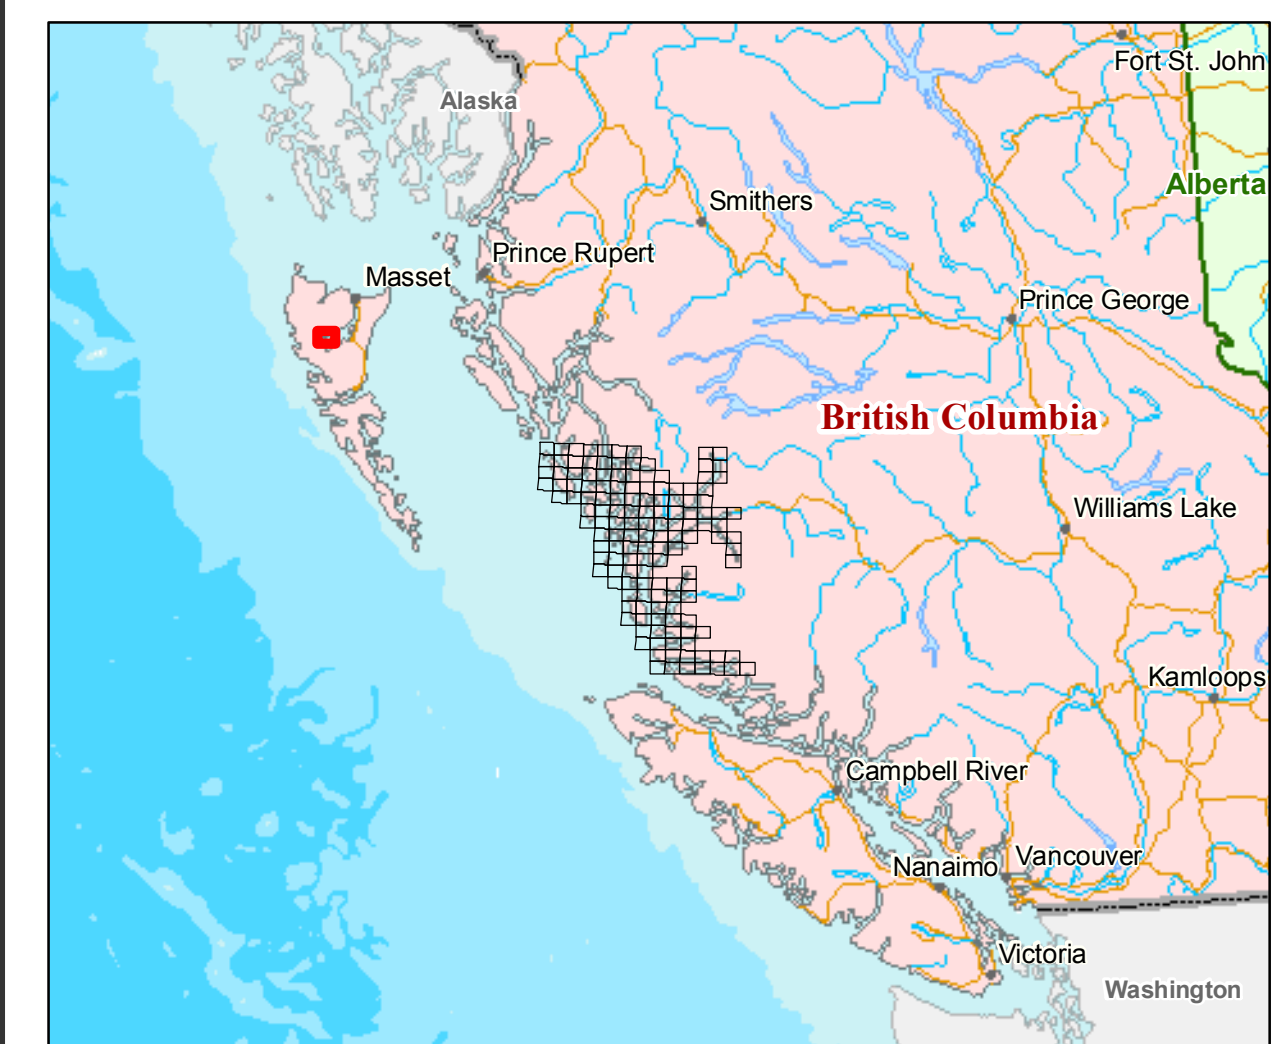 Fort St. John
Alaska
Alberta
Smithers
Prince Rupert
Masset
Prince George
British Columbia
Williams Lake
Kamloops
Campbell River
Vancouver
Nanaimo
Victoria
Washington